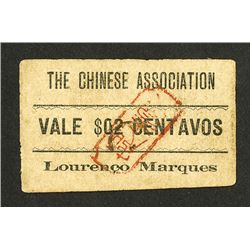 THE CHINESE ASSOCIATION
VALE $02 CENTAVOS
Lourenço Marques